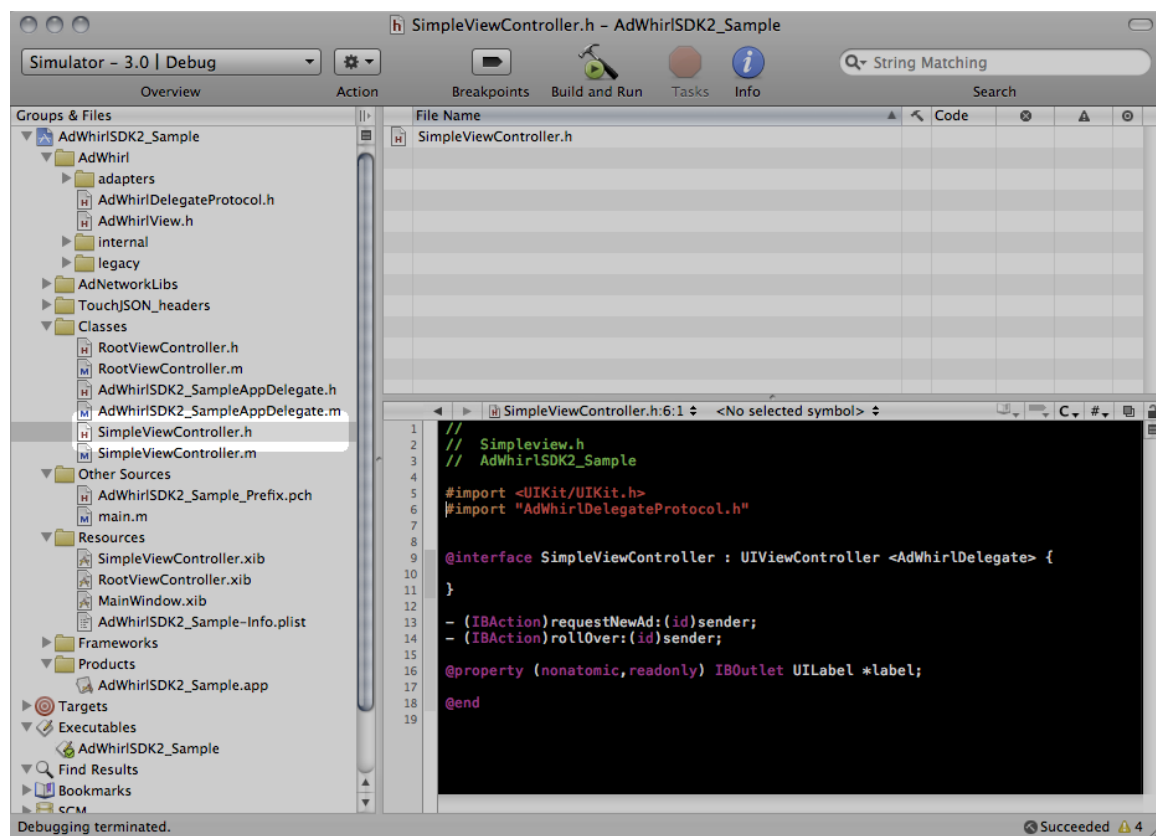 SimpleViewController.h – AdWhirlSDK2_Sample
Simulator – 3.0 | Debug
String Matching
Overview
Action
Breakpoints
Build and Run
Tasks
Info
Search
Groups & Files
AdWhirlSDK2_Sample
AdWhirl
adapters
AdWhirlDelegateProtocol.h
AdWhirlView.h
internal
legacy
AdNetworkLibs
TouchJSON_headers
Classes
RootViewController.h
RootViewController.m
AdWhirlSDK2_SampleAppDelegate.h
AdWhirlSDK2_SampleAppDelegate.m
SimpleViewController.h
SimpleViewController.m
Other Sources
AdWhirlSDK2_Sample_Prefix.pch
main.m
Resources
SimpleViewController.xib
RootViewController.xib
MainWindow.xib
AdWhirlSDK2_Sample-Info.plist
Frameworks
Products
AdWhirlSDK2_Sample.app
Targets
Executables
AdWhirlSDK2_Sample
Find Results
Bookmarks
SCM
File Name
Code
SimpleViewController.h
SimpleViewController.h:6:1
<No selected symbol>
C
#
1 //
2 // Simpleview.h
3 // AdWhirlSDK2_Sample
4
5 #import <UIKit/UIKit.h>
6 #import "AdWhirlDelegateProtocol.h"
7
8
9 @interface SimpleViewController : UIViewController <AdWhirlDelegate> {
10
11 }
12
13 - (IBAction)requestNewAd:(id)sender;
14 - (IBAction)rollOver:(id)sender;
15
16 @property (nonatomic,readonly) IBOutlet UILabel *label;
17
18 @end
19
Debugging terminated.
Succeeded
4